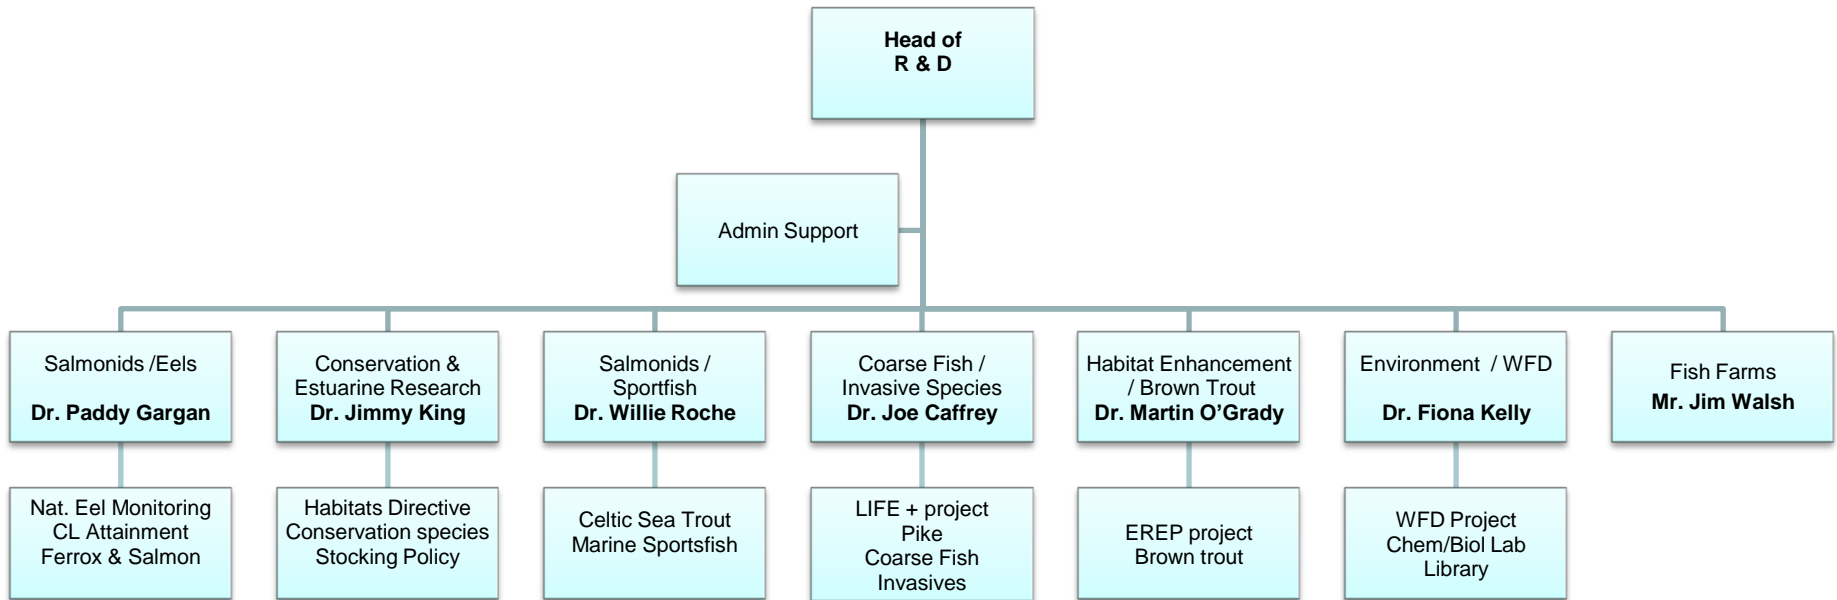 Head of
R & D
Admin Support
Salmonids /Eels
Dr. Paddy Gargan
Conservation &
Estuarine Research
Dr. Jimmy King
Salmonids /
Sportfish
Dr. Willie Roche
Coarse Fish /
Invasive Species
Dr. Joe Caffrey
Habitat Enhancement
/ Brown Trout
Dr. Martin O’Grady
Environment / WFD
Dr. Fiona Kelly
Fish Farms
Mr. Jim Walsh
Nat. Eel Monitoring
CL Attainment
Ferrox & Salmon
Habitats Directive
Conservation species
Stocking Policy
Celtic Sea Trout
Marine Sportsfish
LIFE + project
Pike
Coarse Fish
Invasives
EREP project
Brown trout
WFD Project
Chem/Biol Lab
Library